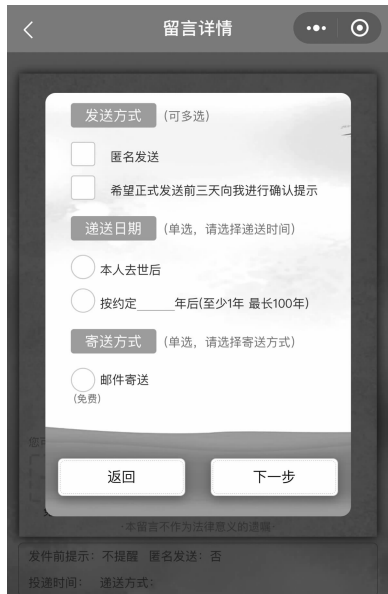 留言详情
发送方式 (可多选)
匿名发送
希望正式发送前三天向我进行确认提示
递送日期 (单选，请选择递送时间)
本人去世后
按约定____年后(至少1年 最长100年)
寄送方式 (单选，请选择寄送方式)
邮件寄送
(免费)
返回 下一步
·本留言不作为法律意义的遗嘱·
发件前提示：不提醒 匿名发送：否
投递时间： 递送方式：